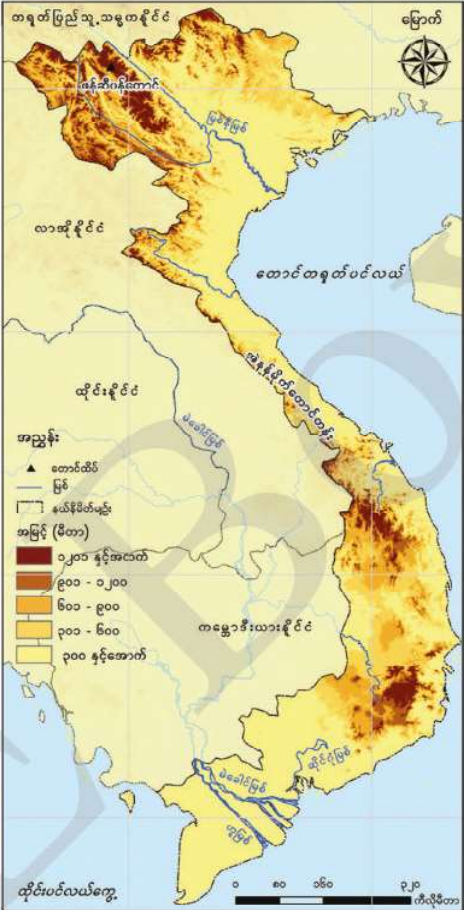 တရုတ်ပြည်သူ့သမ္မတနိုင်ငံ
မြောက်
ဖန်ဆီပန်တောင်
မြစ်နီမြစ်
လာအိုနိုင်ငံ
တောင်တရုတ်ပင်လယ်
အဲနန်မိုက်တောင်တန်း
ထိုင်းနိုင်ငံ
မဲခေါင်မြစ်
အညွှန်း
တောင်ထိပ်
မြစ်
နယ်နိမိတ်မျဉ်း
အမြင့် (မီတာ)
၁၂၀၁ နှင့်အထက်
၉၀၁ - ၁၂၀၀
၆၀၁ - ၉၀၀
၃၀၁ - ၆၀၀
၃၀၀ နှင့်အောက်
ကမ္ဘောဒီးယားနိုင်ငံ
ဆိုင်ဂုံမြစ်
မဲခေါင်မြစ်
ဟူမြစ်
ထိုင်းပင်လယ်ကွေ့
၀ ၈၀ ၁၆၀ ၃၂၀
ကီလိုမီတာ